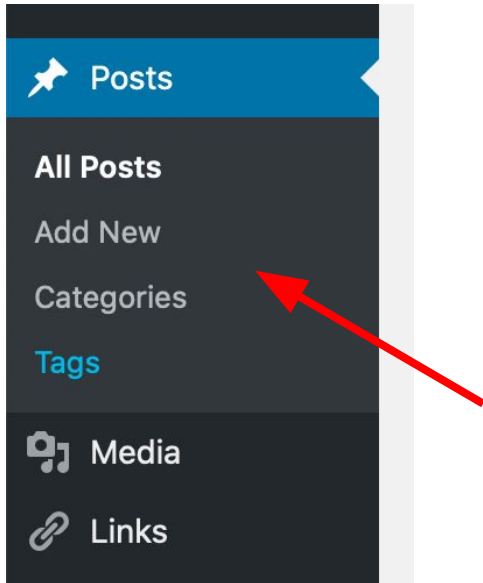 Posts
All Posts
Add New
Categories
Tags
Media
Links